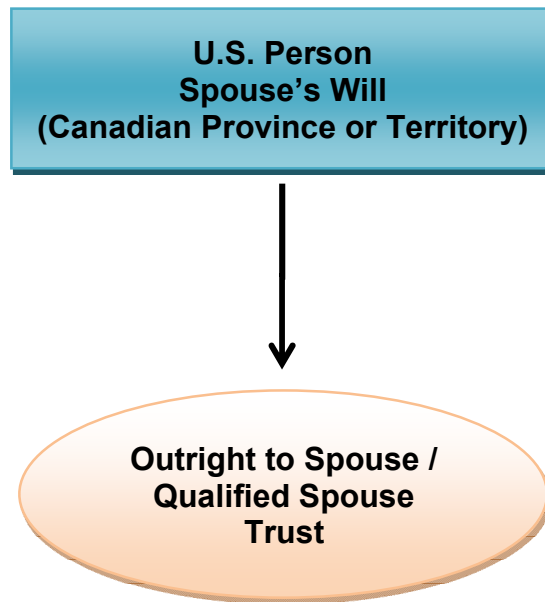 U.S. Person
Spouse’s Will
(Canadian Province or Territory)
Outright to Spouse /
Qualified Spouse
Trust